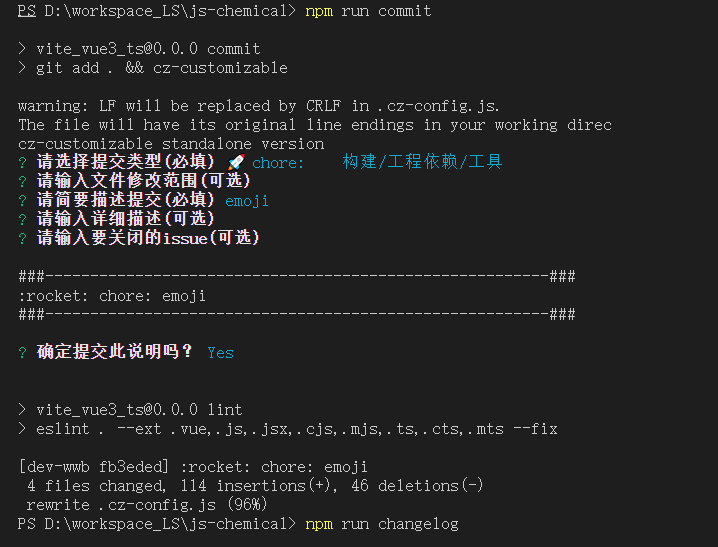 PS D:\workspace_LS\js-chemical> npm run commit
> vite_vue3_ts@0.0.0 commit
> git add . && cz-customizable
warning: LF will be replaced by CRLF in .cz-config.js.
The file will have its original line endings in your working direc
cz-customizable standalone version
? 请选择提交类型(必填) 🚀 chore:    构建/工程依赖/工具
? 请输入文件修改范围(可选)
? 请简要描述提交(必填) emoji
? 请输入详细描述(可选)
? 请输入要关闭的issue(可选)
###--------------------------------------------------------###
:rocket: chore: emoji
###--------------------------------------------------------###
? 确定提交此说明吗？ Yes
> vite_vue3_ts@0.0.0 lint
> eslint . --ext .vue,.js,.jsx,.cjs,.mjs,.ts,.cts,.mts --fix
[dev-wwb fb3eded] :rocket: chore: emoji
 4 files changed, 114 insertions(+), 46 deletions(-)
 rewrite .cz-config.js (96%)
PS D:\workspace_LS\js-chemical> npm run changelog